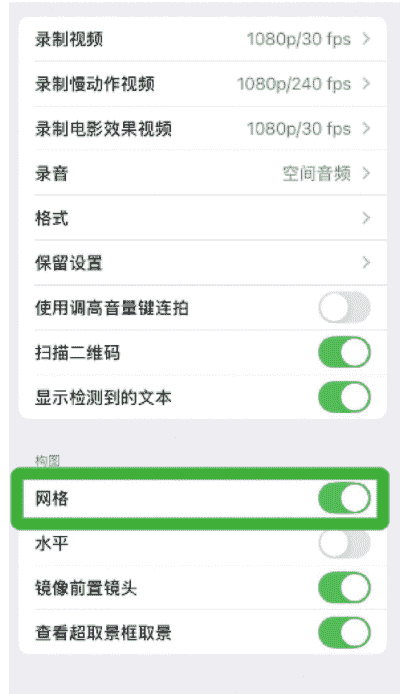 录制视频 1080p/30 fps
录制慢动作视频 1080p/240 fps
录制电影效果视频 1080p/30 fps
录音 空间音频
格式
保留设置
使用调高音量键连拍
扫描二维码
显示检测到的文本
构图
网格
水平
镜像前置镜头
查看超取景框取景